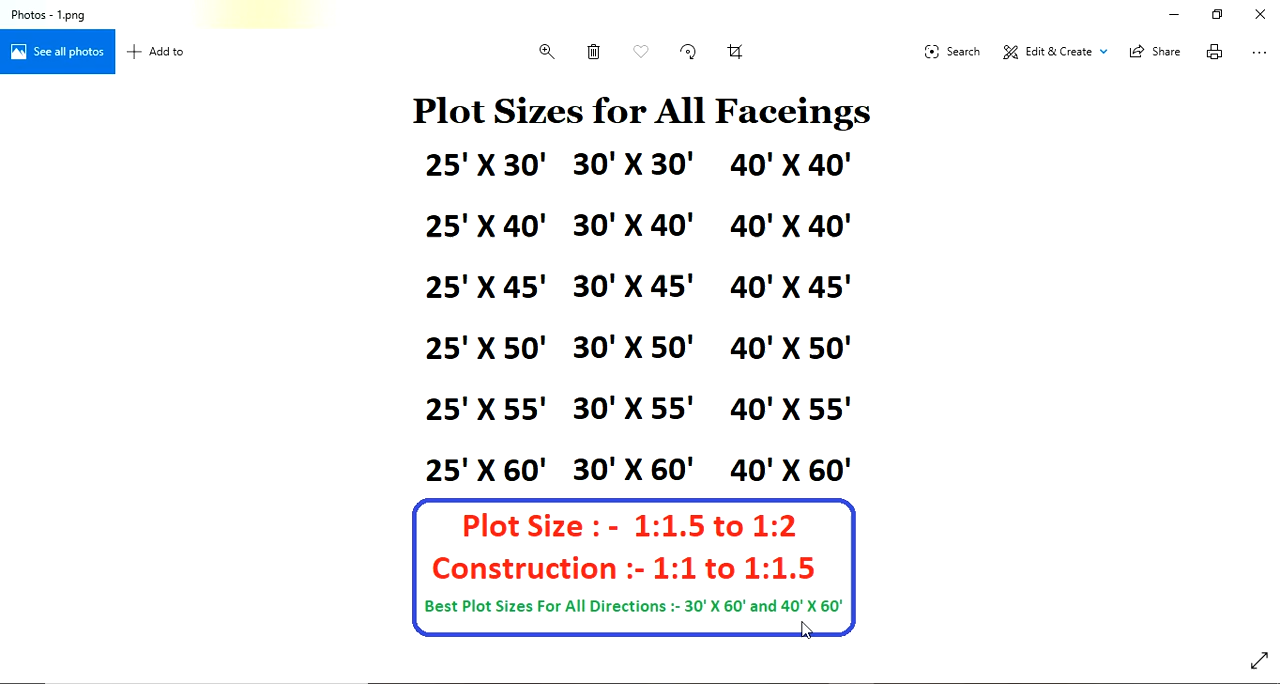 Photos - 1.png
See all photos
Add to
Search
Edit & Create
Share
Plot Sizes for All Faceings
25' X 30' 30' X 30' 40' X 40'
25' X 40' 30' X 40' 40' X 40'
25' X 45' 30' X 45' 40' X 45'
25' X 50' 30' X 50' 40' X 50'
25' X 55' 30' X 55' 40' X 55'
25' X 60' 30' X 60' 40' X 60'
Plot Size : - 1:1.5 to 1:2
Construction :- 1:1 to 1:1.5
Best Plot Sizes For All Directions :- 30' X 60' and 40' X 60'